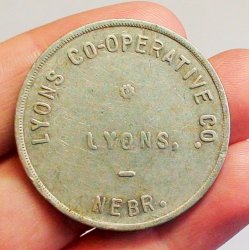 LYONS CO-OPERATIVE CO.
LYONS,
NEBR.